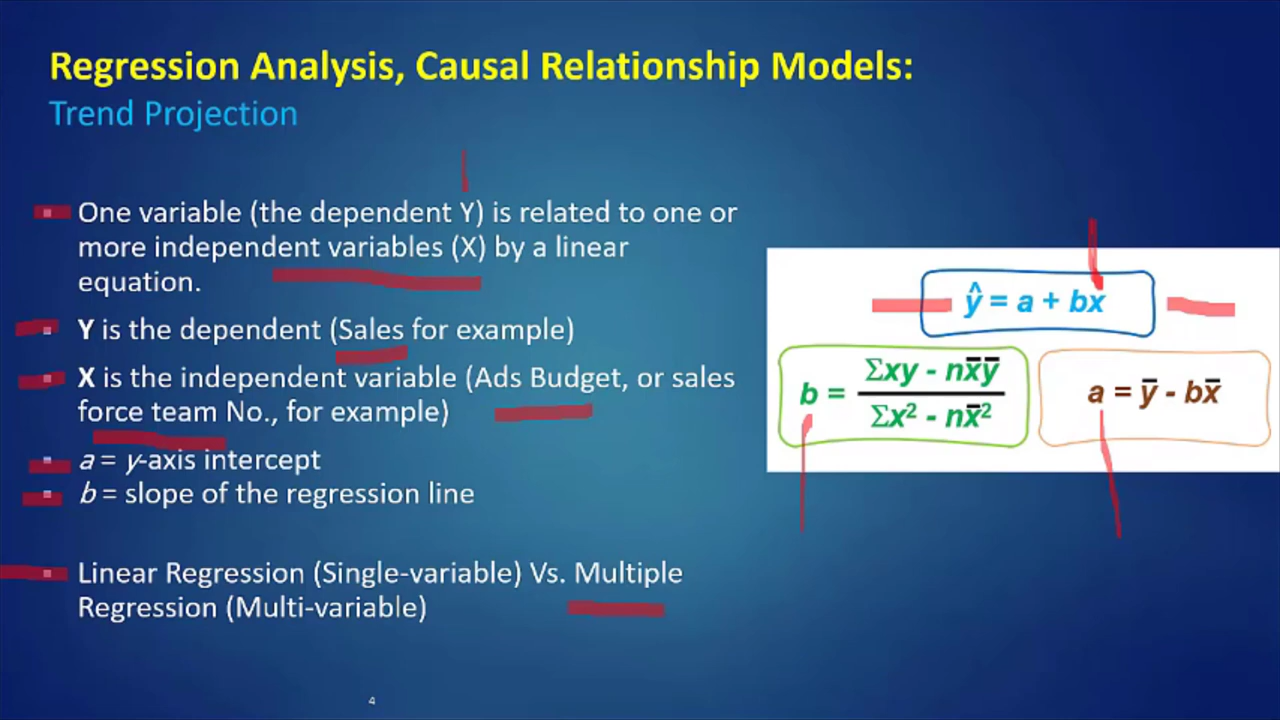 Regression Analysis, Causal Relationship Models:
Trend Projection
One variable (the dependent Y) is related to one or
more independent variables (X) by a linear
equation.
Y is the dependent (Sales for example)
X is the independent variable (Ads Budget, or sales
force team No., for example)
a = y-axis intercept
b = slope of the regression line
Linear Regression (Single-variable) Vs. Multiple
Regression (Multi-variable)
ŷ = a + bx
b = (Σxy - nx̄ȳ) / (Σx² - nx̄²)
a = ȳ - bx̄
4